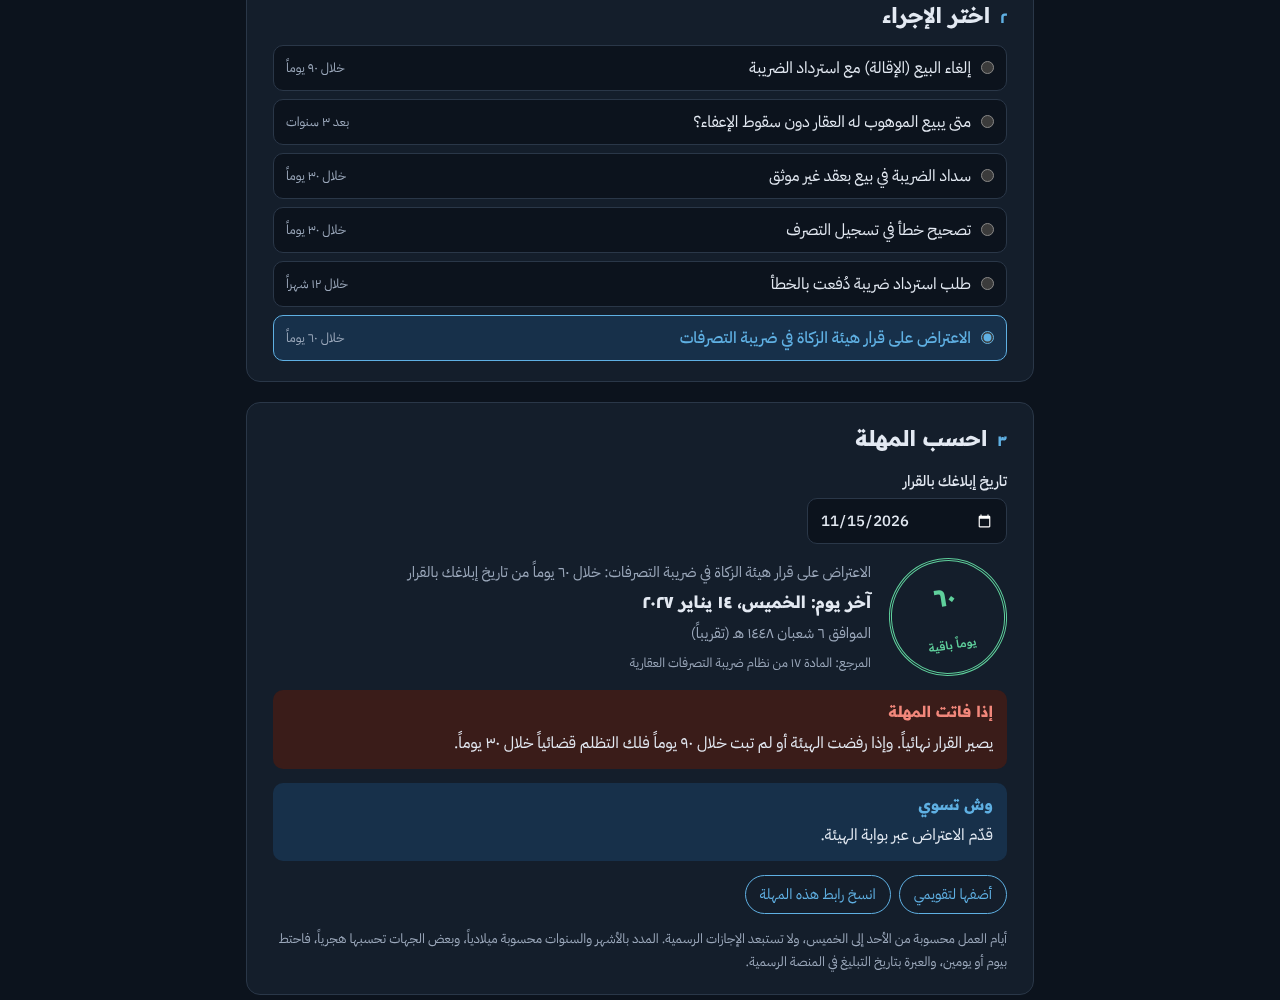 ٢ اختر الإجراء
إلغاء البيع (الإقالة) مع استرداد الضريبة خلال ٩٠ يوماً
متى يبيع الموهوب له العقار دون سقوط الإعفاء؟ بعد ٣ سنوات
سداد الضريبة في بيع بعقد غير موثق خلال ٣٠ يوماً
تصحيح خطأ في تسجيل التصرف خلال ٣٠ يوماً
طلب استرداد ضريبة دُفعت بالخطأ خلال ١٢ شهراً
الاعتراض على قرار هيئة الزكاة في ضريبة التصرفات خلال ٦٠ يوماً
٣ احسب المهلة
تاريخ إبلاغك بالقرار
11/15/2026
٦٠
يوماً باقية
الاعتراض على قرار هيئة الزكاة في ضريبة التصرفات: خلال ٦٠ يوماً من تاريخ إبلاغك بالقرار
آخر يوم: الخميس، ١٤ يناير ٢٠٢٧
الموافق ٦ شعبان ١٤٤٨ هـ (تقريباً)
المرجع: المادة ١٧ من نظام ضريبة التصرفات العقارية
إذا فاتت المهلة
يصير القرار نهائياً. وإذا رفضت الهيئة أو لم تبت خلال ٩٠ يوماً فلك التظلم قضائياً خلال ٣٠ يوماً.
وش تسوي
قدّم الاعتراض عبر بوابة الهيئة.
أضفها لتقويمي
انسخ رابط هذه المهلة
أيام العمل محسوبة من الأحد إلى الخميس، ولا تستبعد الإجازات الرسمية. المدد بالأشهر والسنوات محسوبة ميلادياً، وبعض الجهات تحسبها هجرياً، فاحتط
بيوم أو يومين، والعبرة بتاريخ التبليغ في المنصة الرسمية.